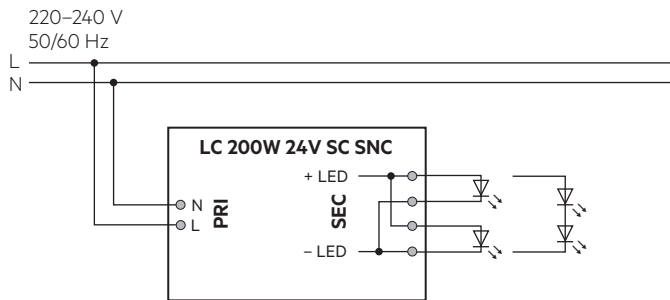 220–240 V
50/60 Hz
L
N
LC 200W 24V SC SNC
+ LED
N
L
PRI
SEC
– LED